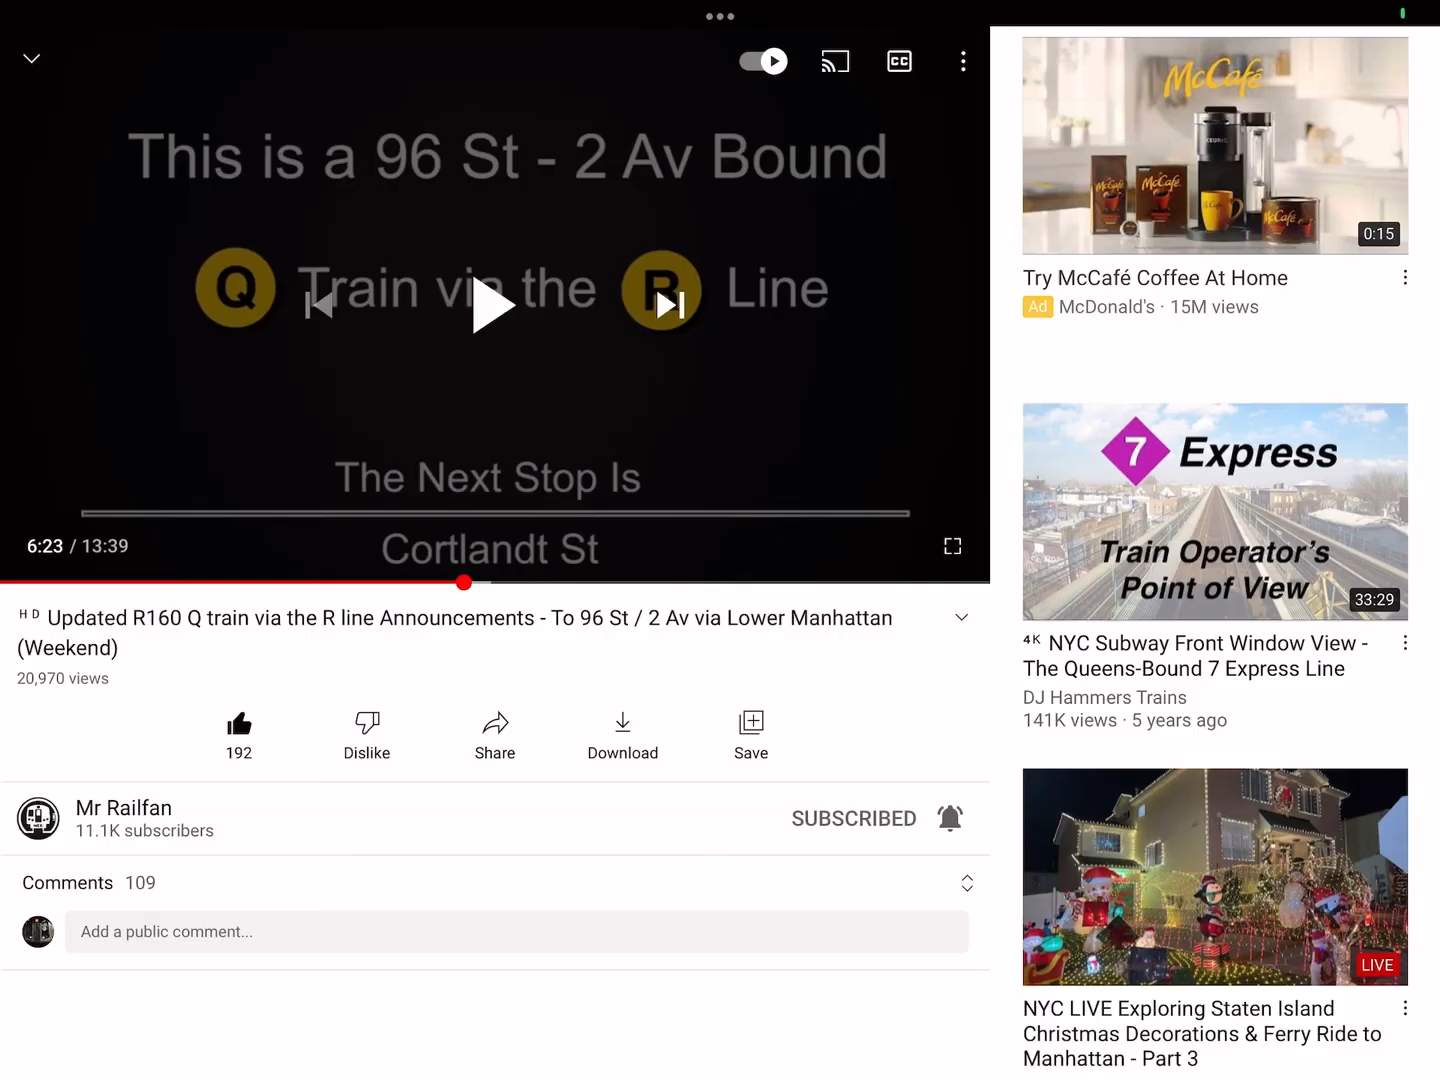 This is a 96 St - 2 Av Bound
Q Train via the R Line
The Next Stop Is
6:23 / 13:39
Cortlandt St
ᴴᴰ Updated R160 Q train via the R line Announcements - To 96 St / 2 Av via Lower Manhattan
(Weekend)
20,970 views
192
Dislike
Share
Download
Save
Mr Railfan
11.1K subscribers
SUBSCRIBED
Comments 109
Add a public comment...
McCafé
KEURIG
McCafé
McCafé
McCafé
0:15
Try McCafé Coffee At Home
Ad McDonald's · 15M views
7 Express
Train Operator's
Point of View
33:29
⁴ᴷ NYC Subway Front Window View -
The Queens-Bound 7 Express Line
DJ Hammers Trains
141K views · 5 years ago
LIVE
NYC LIVE Exploring Staten Island
Christmas Decorations & Ferry Ride to
Manhattan - Part 3